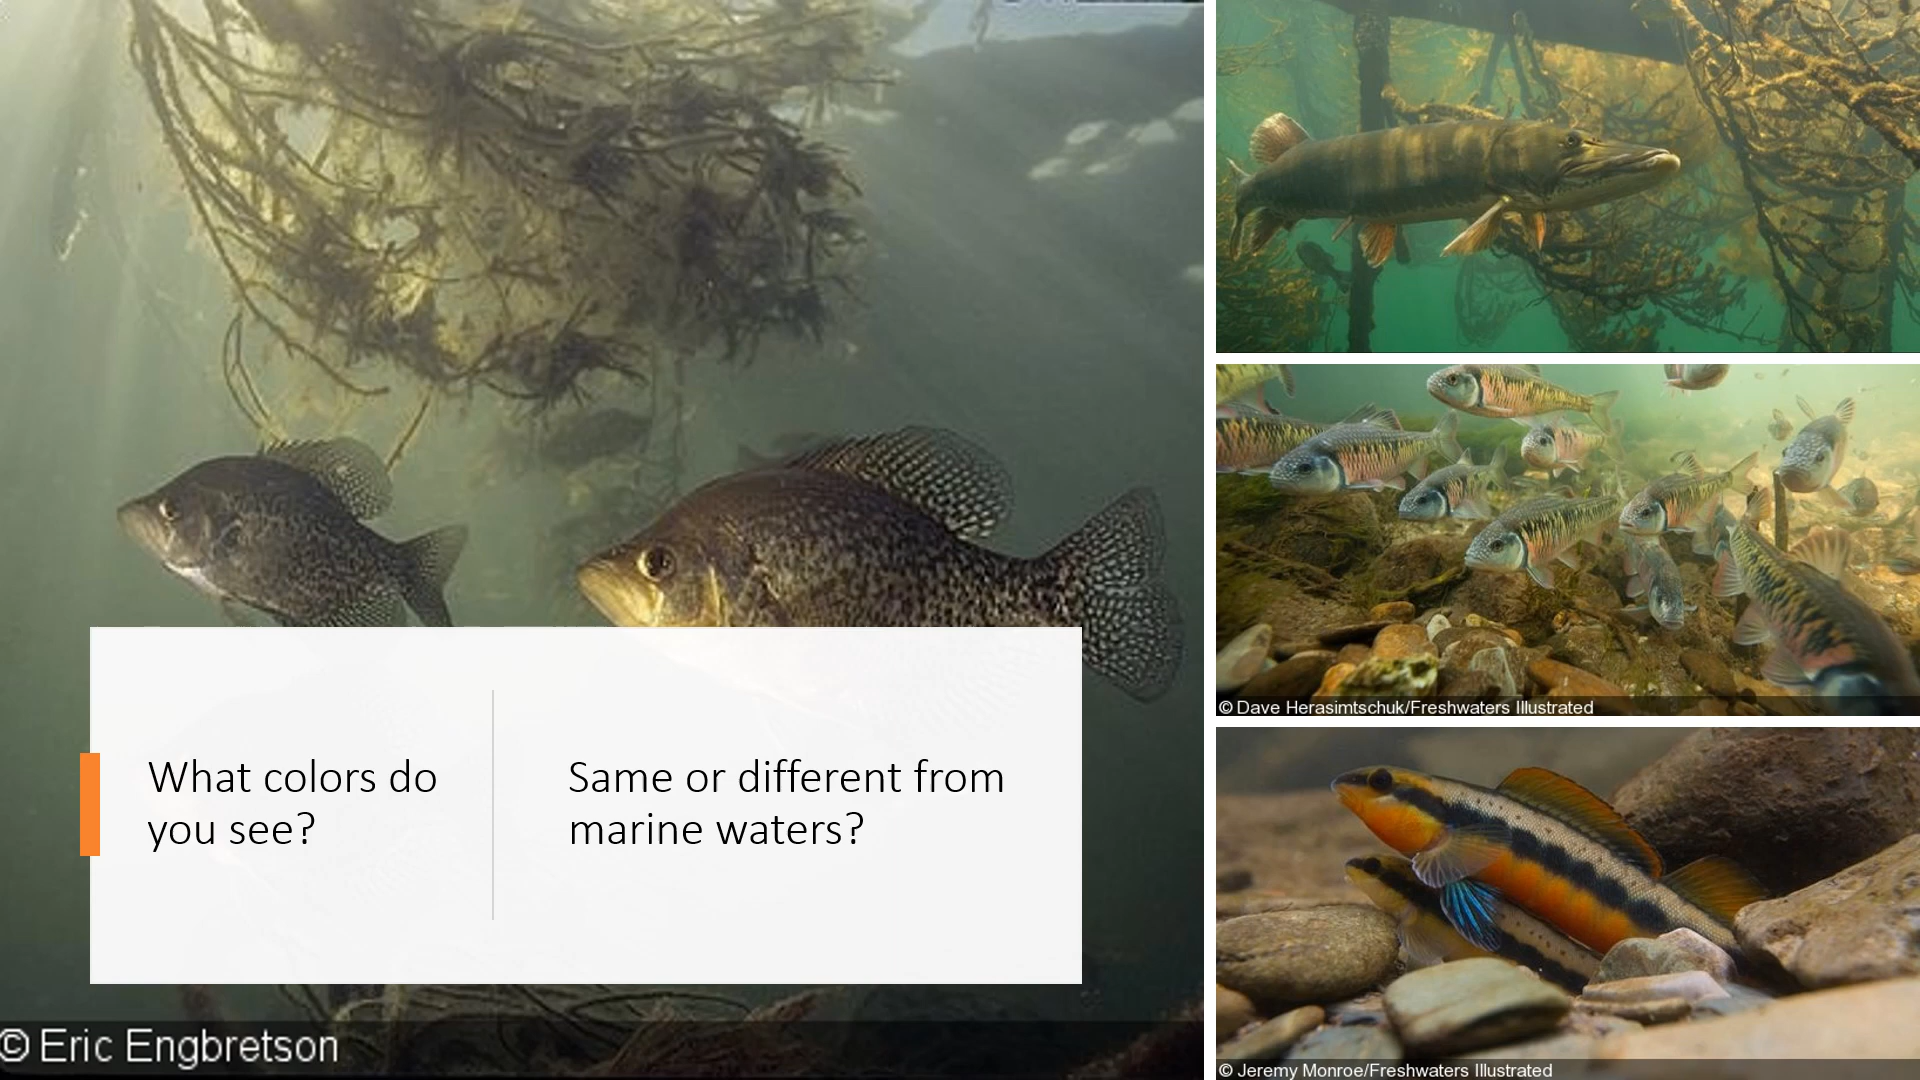 What colors do
you see?
Same or different from
marine waters?
© Eric Engbretson
© Dave Herasimtschuk/Freshwaters Illustrated
© Jeremy Monroe/Freshwaters Illustrated